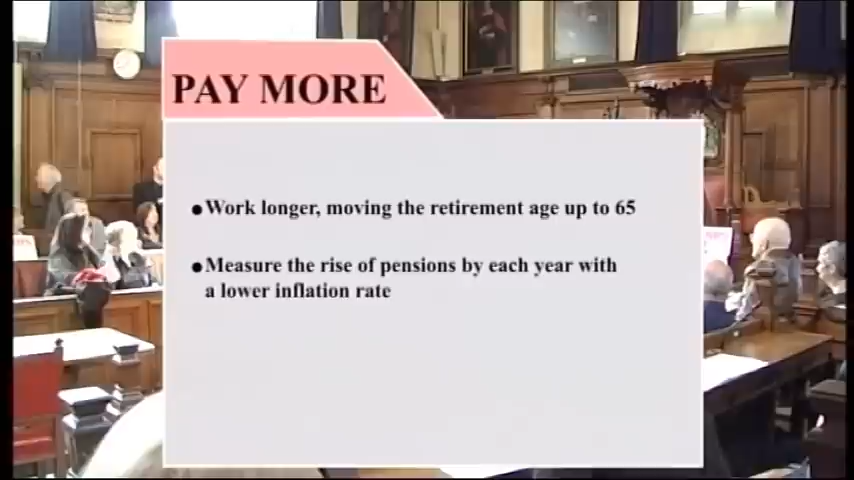 PAY MORE
●Work longer, moving the retirement age up to 65
●Measure the rise of pensions by each year with
a lower inflation rate